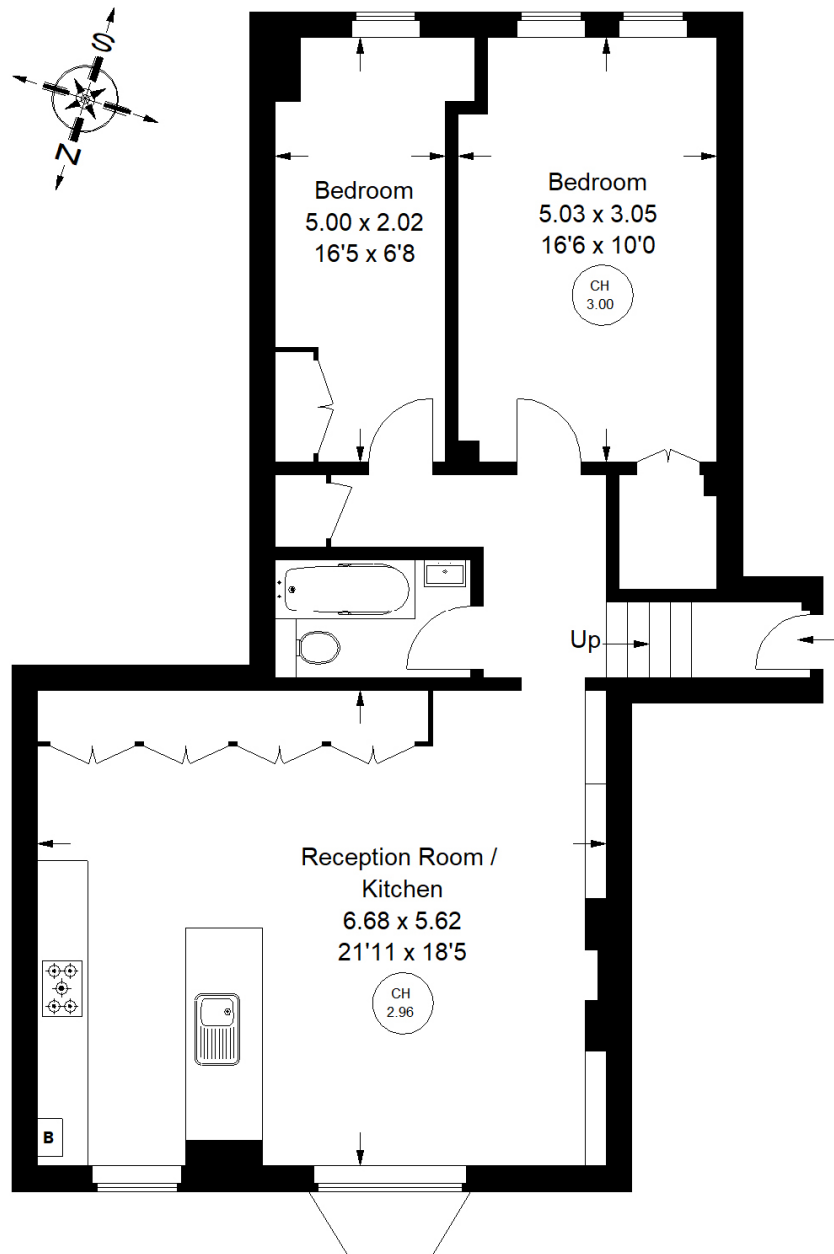 S
N
Bedroom
5.00 x 2.02
16'5 x 6'8
Bedroom
5.03 x 3.05
16'6 x 10'0
CH
3.00
Up
Reception Room /
Kitchen
6.68 x 5.62
21'11 x 18'5
CH
2.96
B